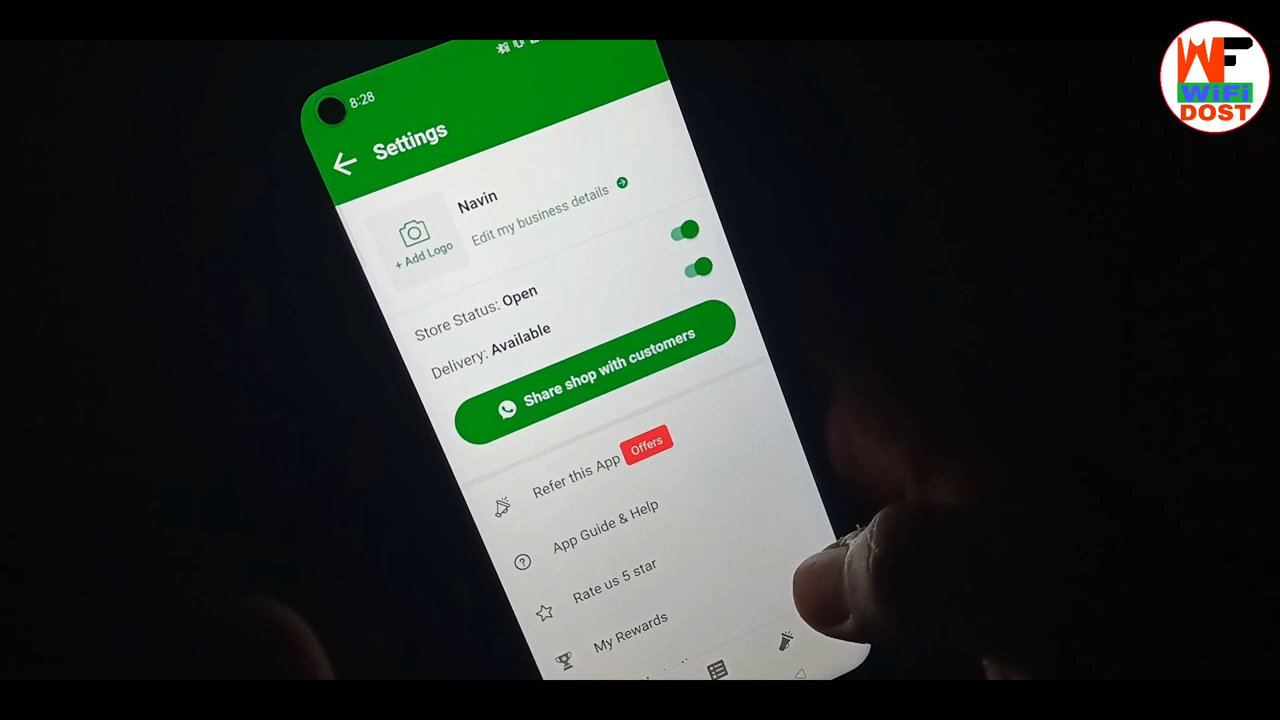 8:28
Settings
Navin
Edit my business details
+ Add Logo
Store Status: Open
Delivery: Available
Share shop with customers
Refer this App Offers
App Guide & Help
Rate us 5 star
My Rewards
WF
WiFi
DOST